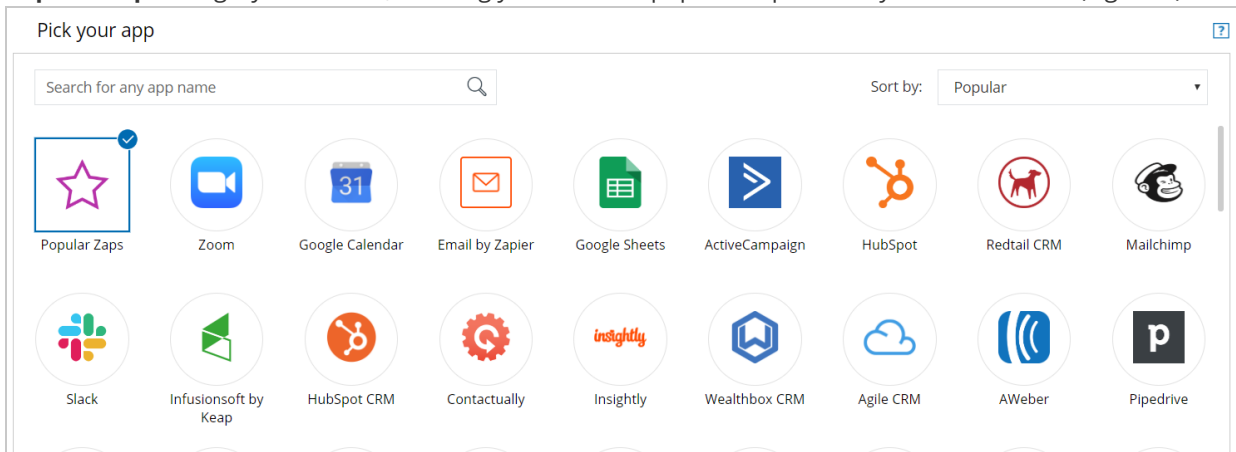 Pick your app
?
Search for any app name
Sort by: Popular
31
insightly
p
Popular Zaps Zoom Google Calendar Email by Zapier Google Sheets ActiveCampaign HubSpot Redtail CRM Mailchimp
Slack Infusionsoft by Keap HubSpot CRM Contactually Insightly Wealthbox CRM Agile CRM AWeber Pipedrive